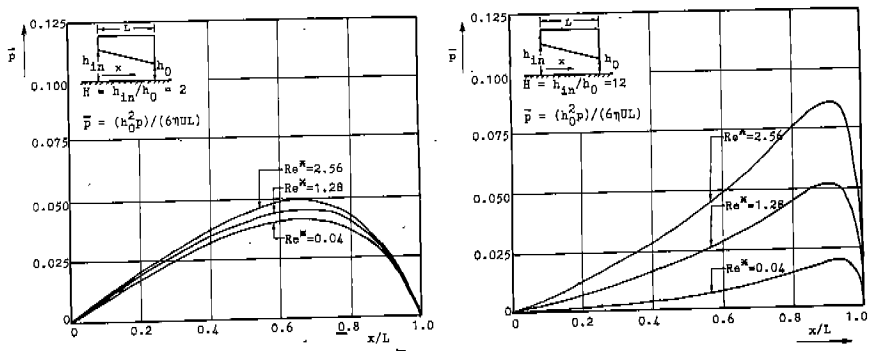 0.125
p̄
L
h_in
x
h_0
H = h_in/h_0 = 2
0.100
p̄ = (h_0^2 p)/(6ηUL)
0.075
Re*=2.56
Re*=1.28
0.050
Re*=0.04
0.025
0 0.2 0.4 0.6 0.8 1.0
x/L
0.125
p̄
L
h_in
x
h_0
H = h_in/h_0 =12
0.100
p̄ = (h_0^2 p)/(6ηUL)
0.075
Re*=2.56
0.050
Re*=1.28
0.025
Re*=0.04
0 0.2 0.4 0.6 0.8 1.0
x/L